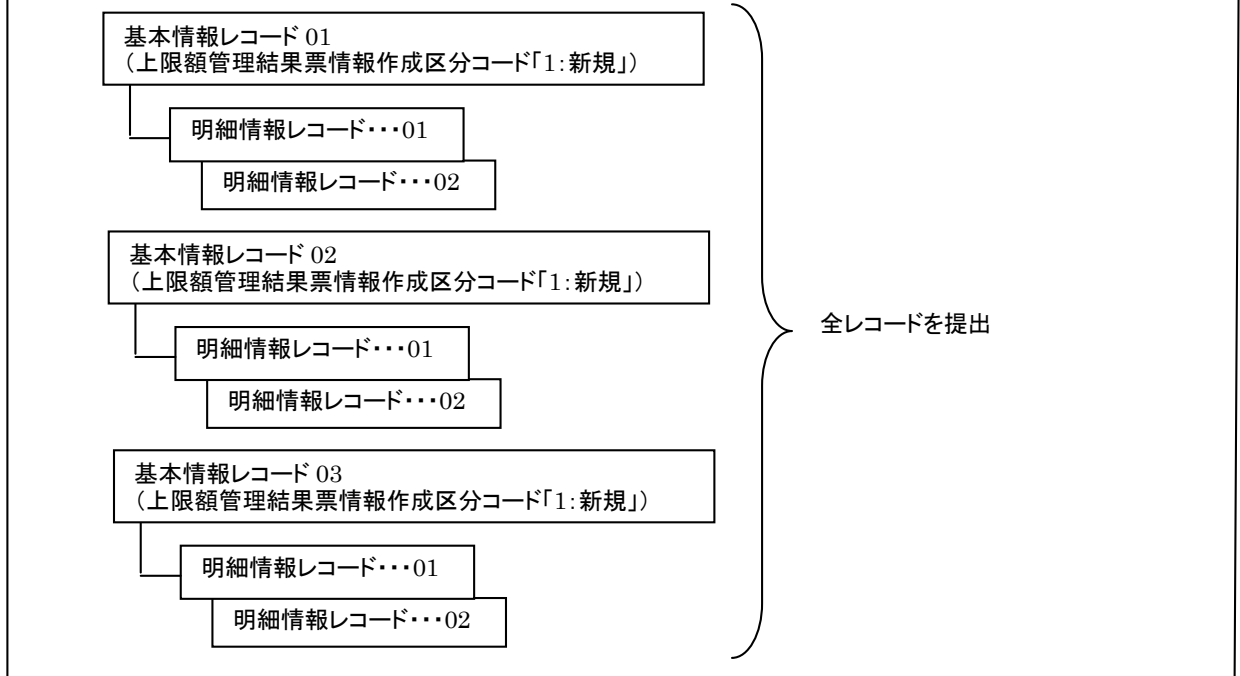 基本情報レコード 01
（上限額管理結果票情報作成区分コード「1:新規」）
明細情報レコード・・・01
明細情報レコード・・・02
基本情報レコード 02
（上限額管理結果票情報作成区分コード「1:新規」）
明細情報レコード・・・01
明細情報レコード・・・02
全レコードを提出
基本情報レコード 03
（上限額管理結果票情報作成区分コード「1:新規」）
明細情報レコード・・・01
明細情報レコード・・・02